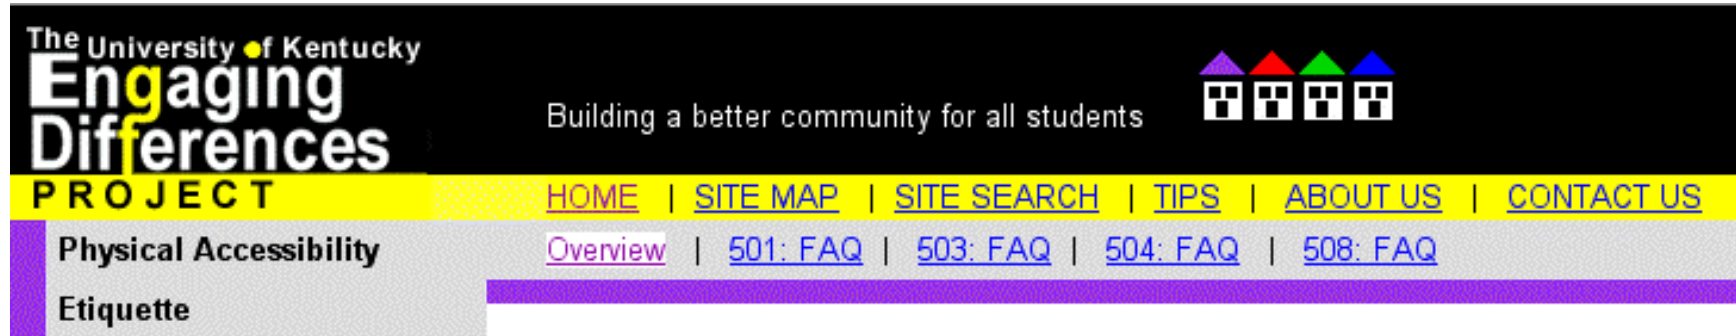 The University of Kentucky
Engaging
Differences
PROJECT
Building a better community for all students
HOME | SITE MAP | SITE SEARCH | TIPS | ABOUT US | CONTACT US
Overview | 501: FAQ | 503: FAQ | 504: FAQ | 508: FAQ
Physical Accessibility
Etiquette